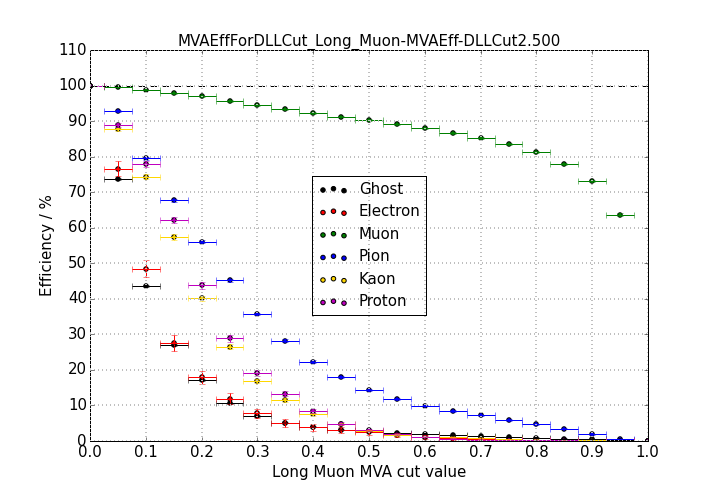 MVAEffForDLLCut_Long_Muon-MVAEff-DLLCut2.500
110
100
90
80
70
60
50
40
30
20
10
0
Efficiency / %
Ghost
Electron
Muon
Pion
Kaon
Proton
0.0 0.1 0.2 0.3 0.4 0.5 0.6 0.7 0.8 0.9 1.0
Long Muon MVA cut value